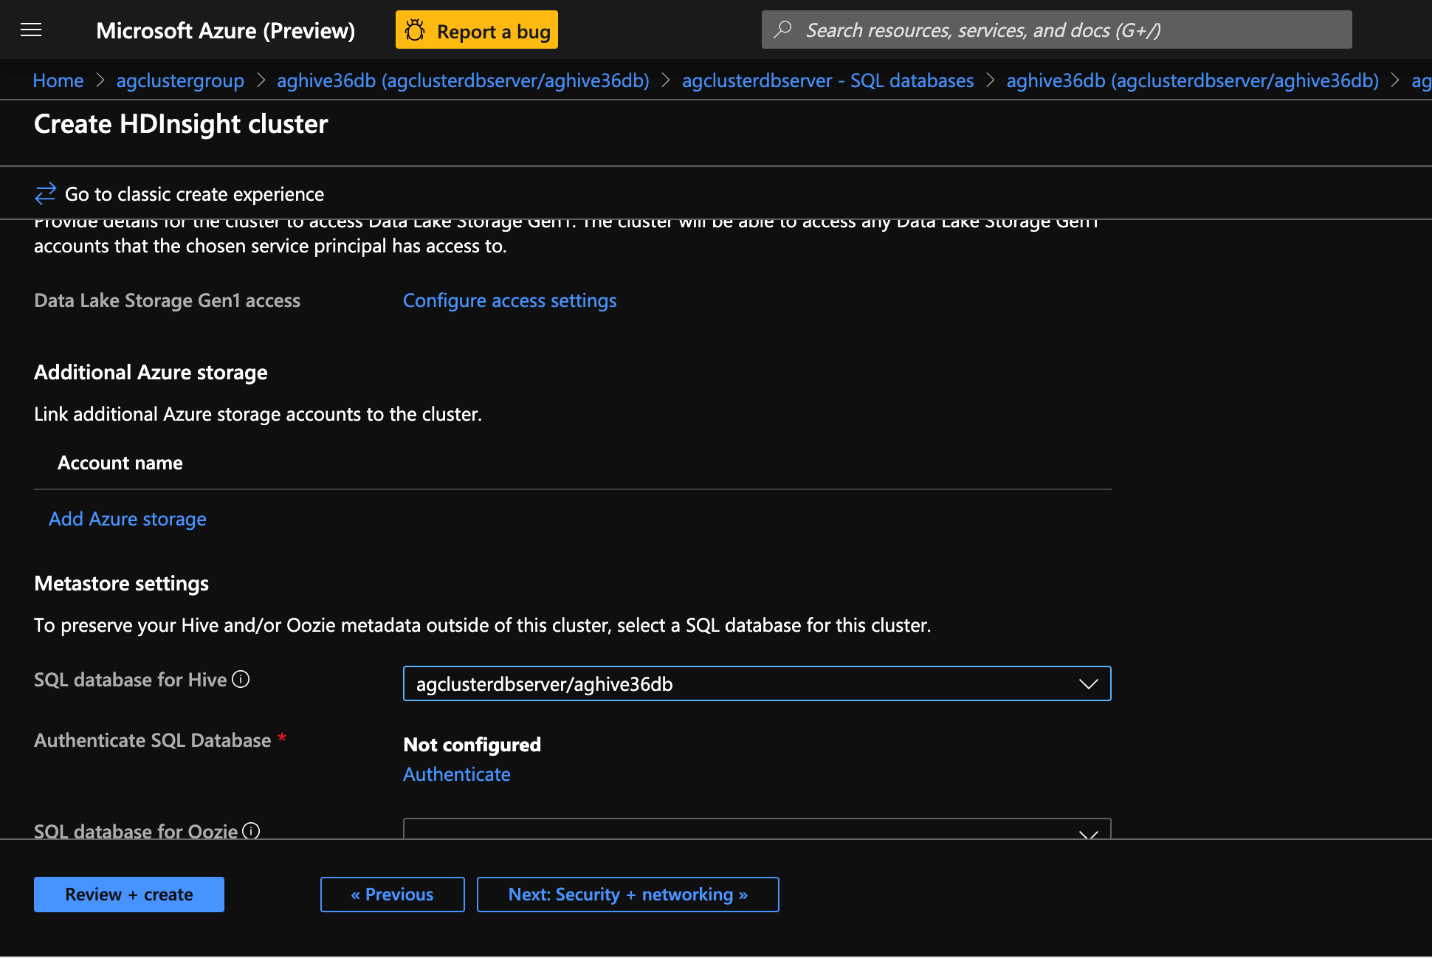 Microsoft Azure (Preview)
Report a bug
Search resources, services, and docs (G+/)
Home > agclustergroup > aghive36db (agclusterdbserver/aghive36db) > agclusterdbserver - SQL databases > aghive36db (agclusterdbserver/aghive36db) > ag
Create HDInsight cluster
Go to classic create experience
Provide details for the cluster to access Data Lake Storage Gen1. The cluster will be able to access any Data Lake Storage Gen1
accounts that the chosen service principal has access to.
Data Lake Storage Gen1 access
Configure access settings
Additional Azure storage
Link additional Azure storage accounts to the cluster.
Account name
Add Azure storage
Metastore settings
To preserve your Hive and/or Oozie metadata outside of this cluster, select a SQL database for this cluster.
SQL database for Hive
agclusterdbserver/aghive36db
Authenticate SQL Database *
Not configured
Authenticate
SQL database for Oozie
Review + create
« Previous
Next: Security + networking »